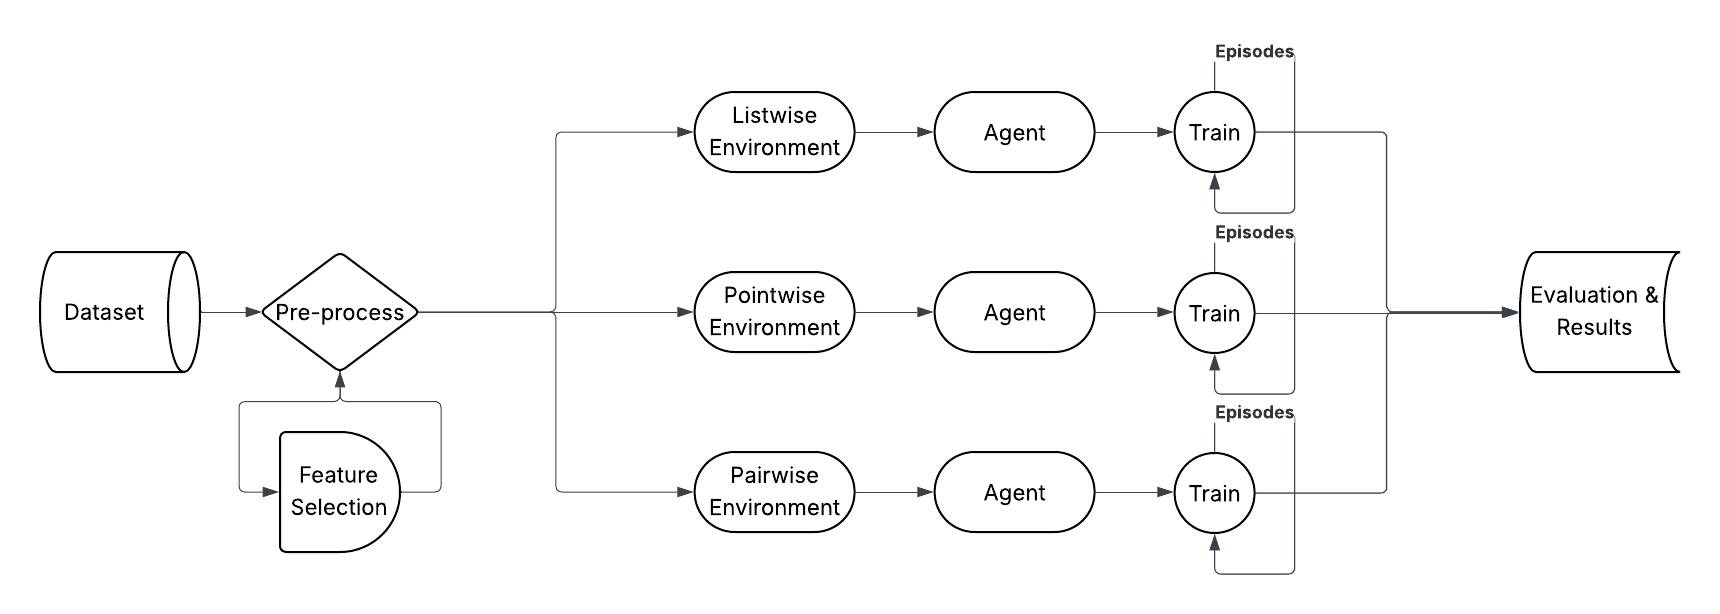 Episodes
Listwise
Environment
Agent
Train
Episodes
Dataset
Pre-process
Pointwise
Environment
Agent
Train
Evaluation &
Results
Episodes
Feature
Selection
Pairwise
Environment
Agent
Train